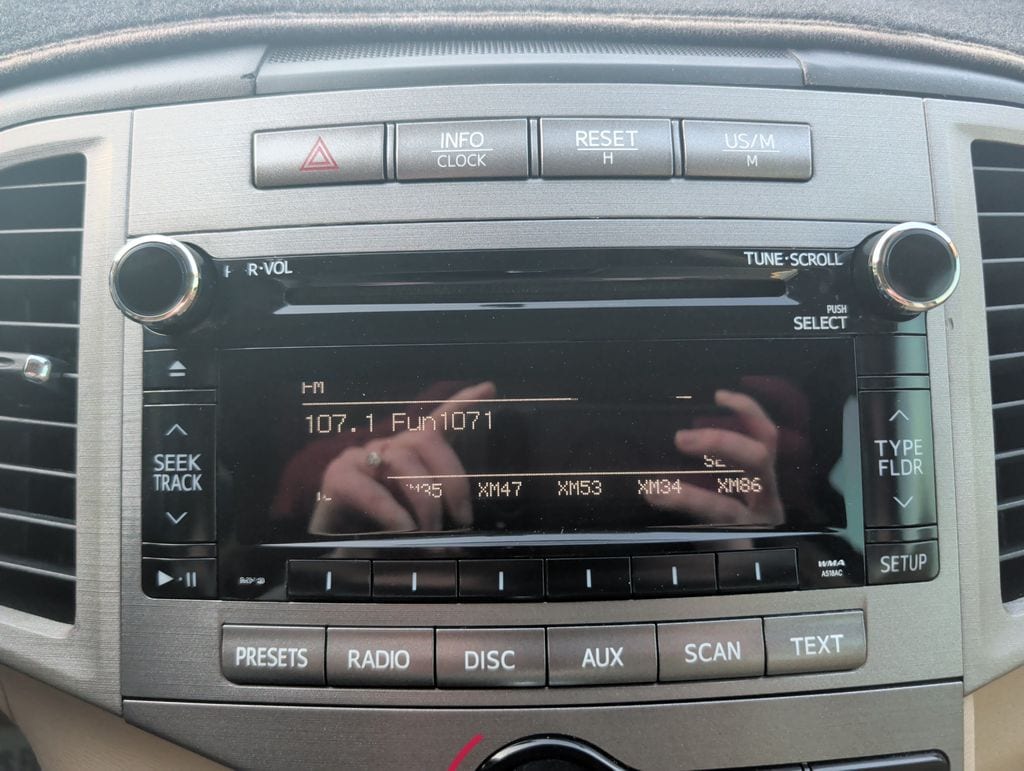 INFO
CLOCK
RESET
H
US/M
M
R·VOL
TUNE·SCROLL
PUSH
SELECT
107.1 Fun1071
SEEK
TRACK
TYPE
FLDR
XM47 XM53 XM34 XM86
SETUP
WMA
A518AC
PRESETS RADIO DISC AUX SCAN TEXT